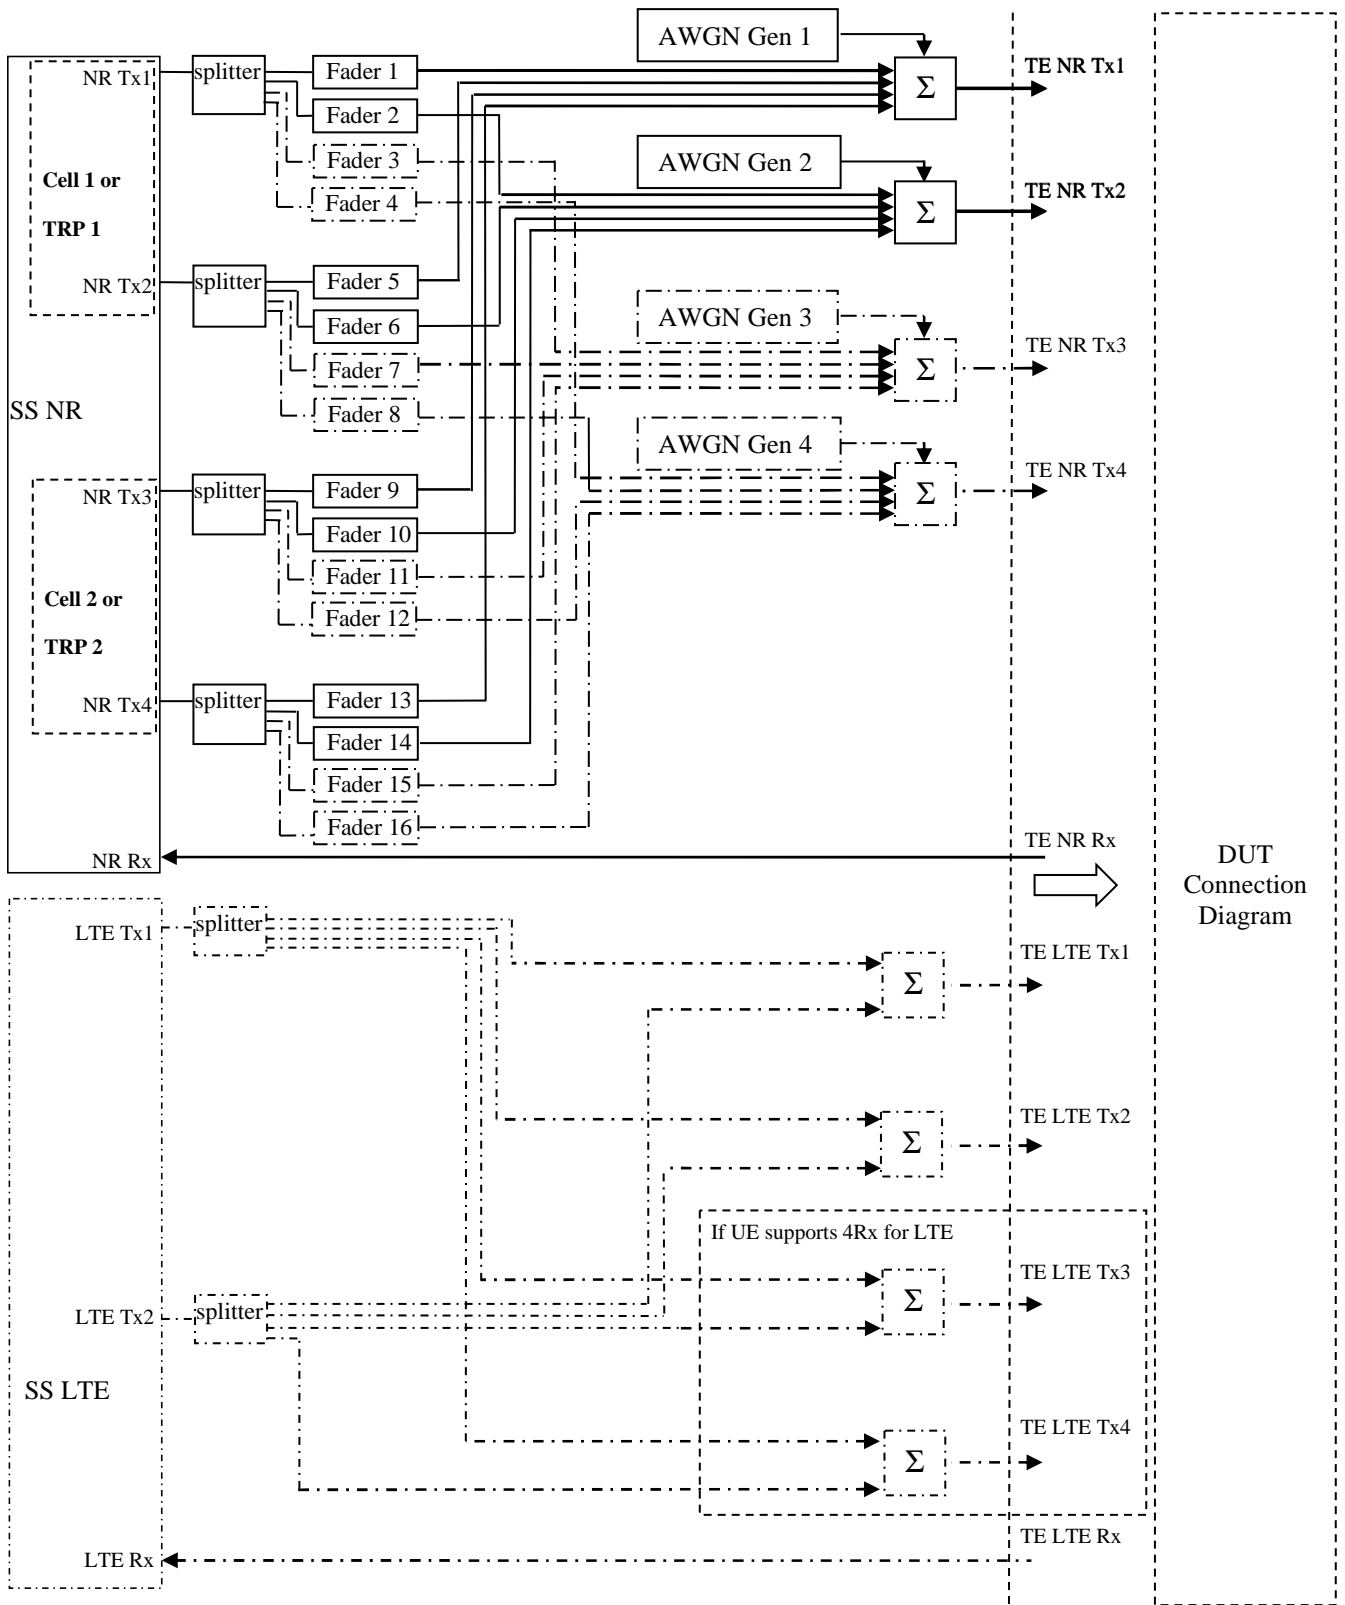 AWGN Gen 1
TE NR Tx1
NR Tx1
splitter
Fader 1
Σ
Fader 2
Fader 3
AWGN Gen 2
Cell 1 or
TRP 1
Fader 4
TE NR Tx2
Σ
NR Tx2
splitter
Fader 5
Fader 6
AWGN Gen 3
TE NR Tx3
Fader 7
Σ
SS NR
Fader 8
AWGN Gen 4
TE NR Tx4
NR Tx3
splitter
Fader 9
Σ
Fader 10
Fader 11
Cell 2 or
TRP 2
Fader 12
NR Tx4
splitter
Fader 13
Fader 14
Fader 15
Fader 16
NR Rx
TE NR Rx
DUT
Connection
Diagram
LTE Tx1
splitter
TE LTE Tx1
Σ
TE LTE Tx2
Σ
If UE supports 4Rx for LTE
TE LTE Tx3
LTE Tx2
splitter
Σ
SS LTE
TE LTE Tx4
Σ
TE LTE Rx
LTE Rx